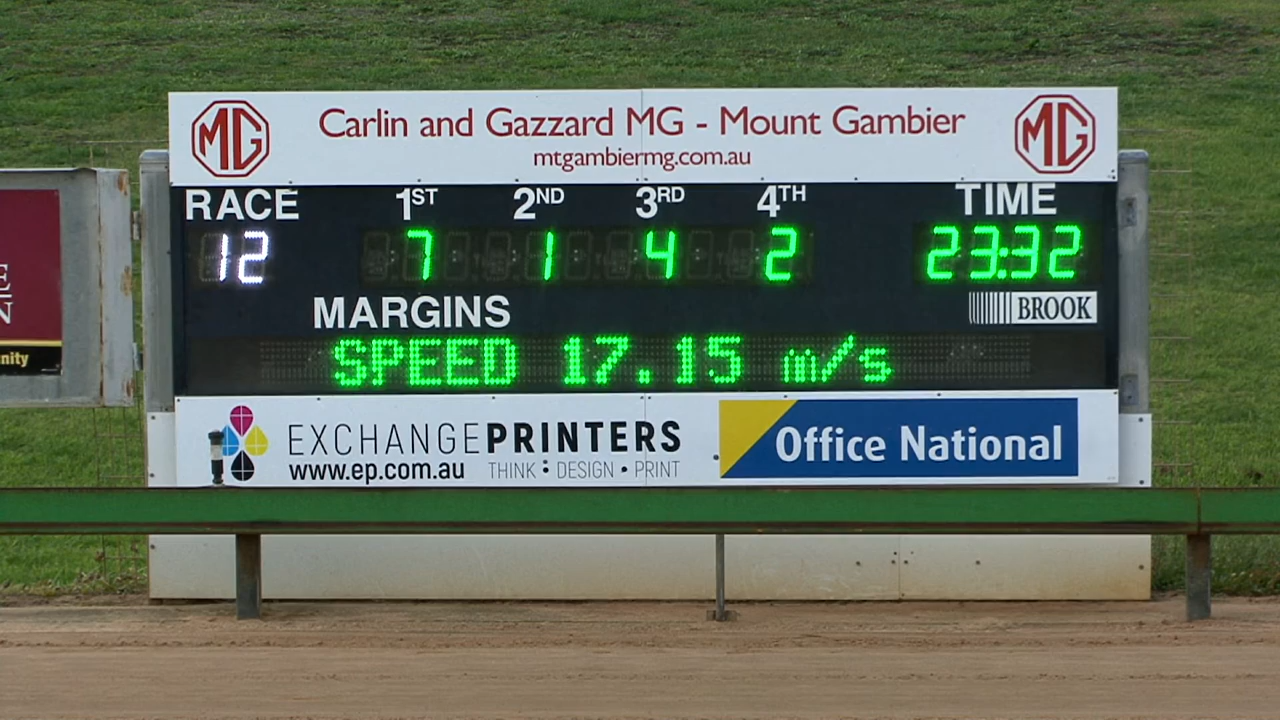 MG
Carlin and Gazzard MG - Mount Gambier
MG
mtgambiermg.com.au
RACE 1ST 2ND 3RD 4TH TIME
12 7 1 4 2 23:32
MARGINS
BROOK
SPEED 17.15 m/s
EXCHANGEPRINTERS
www.ep.com.au THINK : DESIGN • PRINT
Office National
E
N
nity